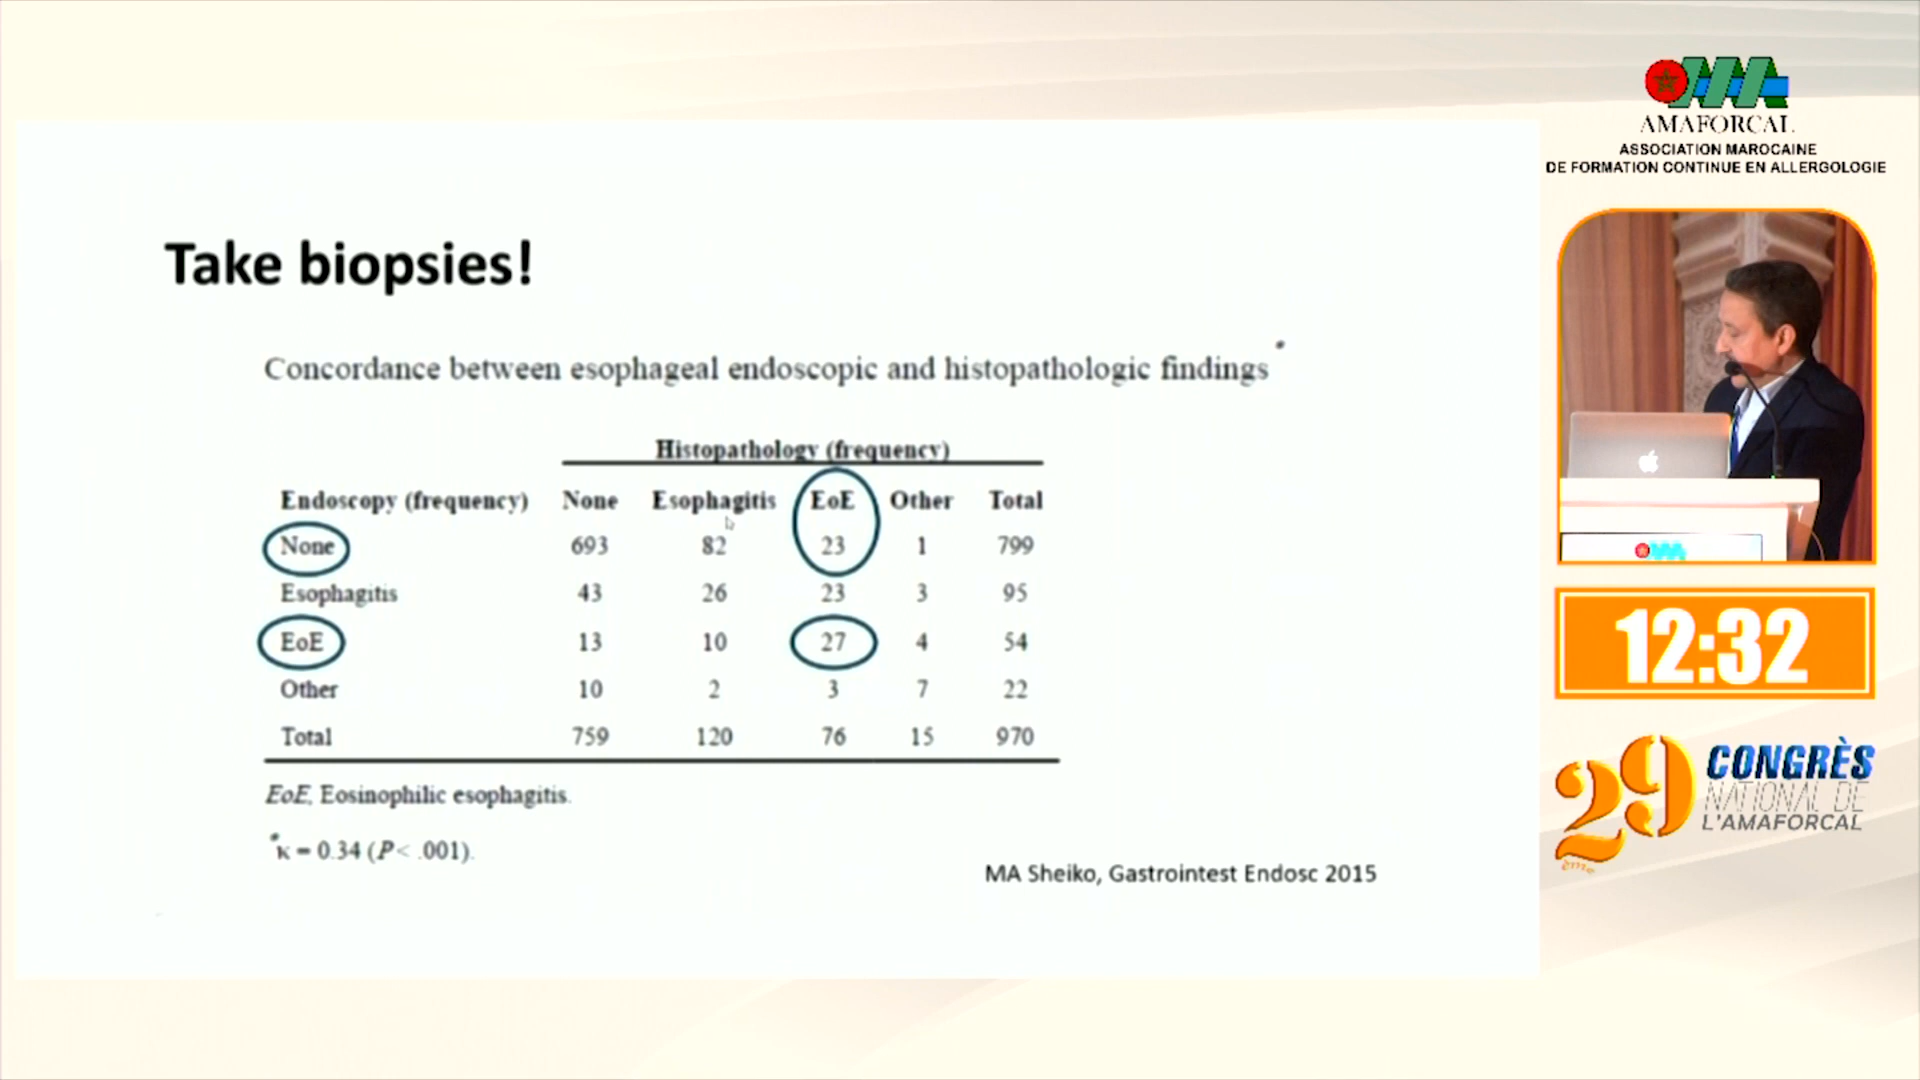 AMAFORCAL
ASSOCIATION MAROCAINE
DE FORMATION CONTINUE EN ALLERGOLOGIE
Take biopsies!
Concordance between esophageal endoscopic and histopathologic findings*
Histopathology (frequency)
Endoscopy (frequency) None Esophagitis EoE Other Total
None 693 82 23 1 799
Esophagitis 43 26 23 3 95
EoE 13 10 27 4 54
Other 10 2 3 7 22
Total 759 120 76 15 970
EoE, Eosinophilic esophagitis.
*κ = 0.34 (P < .001).
MA Sheiko, Gastrointest Endosc 2015
12:32
29ème CONGRÈS
NATIONAL DE
L'AMAFORCAL